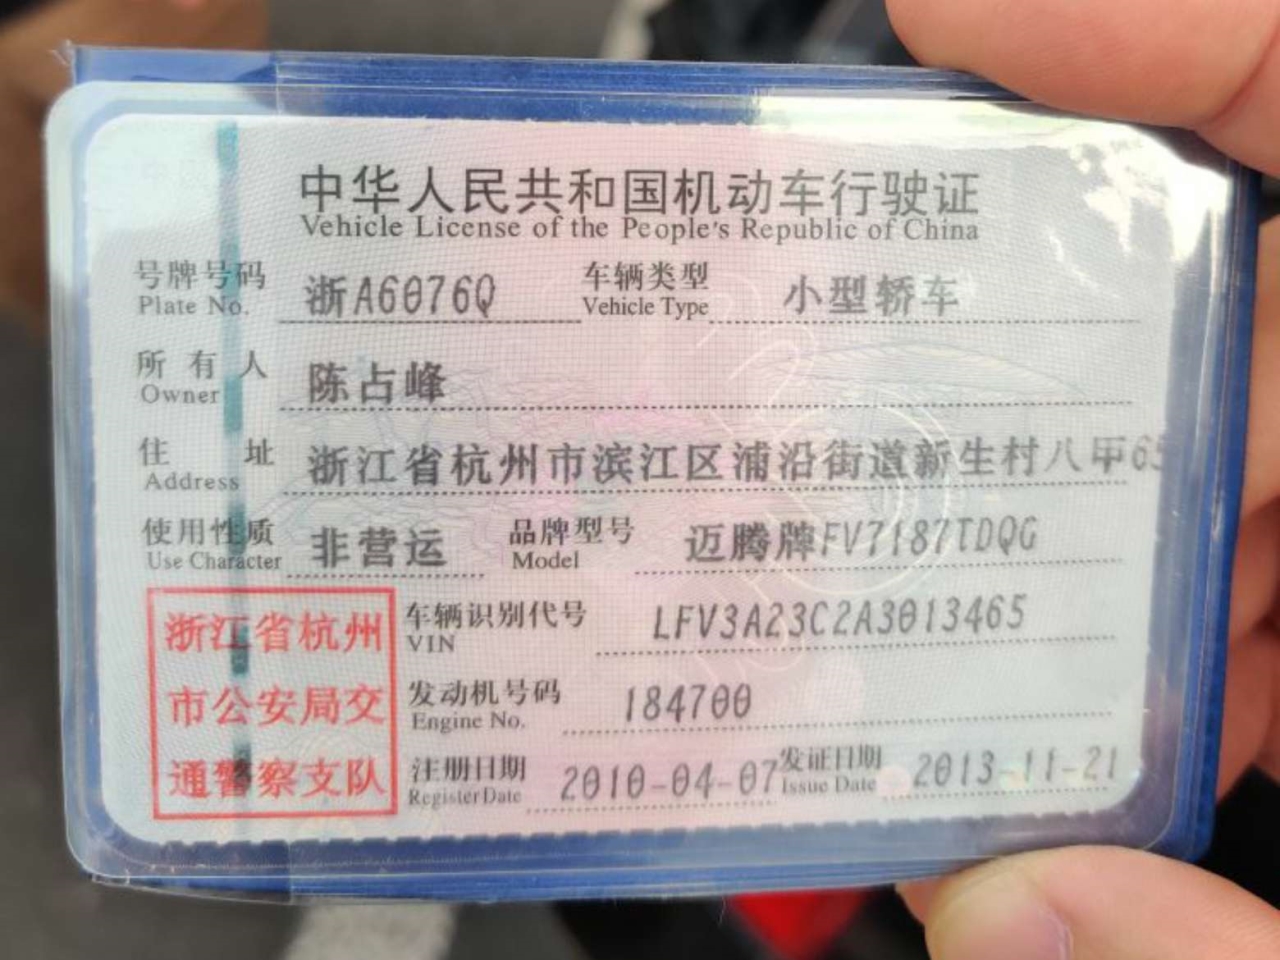 中华人民共和国机动车行驶证
Vehicle License of the People's Republic of China
号牌号码 浙A6076Q 车辆类型 小型轿车
Plate No. Vehicle Type
所有人 陈占峰
Owner
住址 浙江省杭州市滨江区浦沿街道新生村八甲65
Address
使用性质 非营运 品牌型号 迈腾牌FV7187TDQG
Use Character Model
浙江省杭州 车辆识别代号 LFV3A23C2A3013465
VIN
市公安局交 发动机号码 184700
Engine No.
通警察支队 注册日期 2010-04-07 发证日期 2013-11-21
Register Date Issue Date